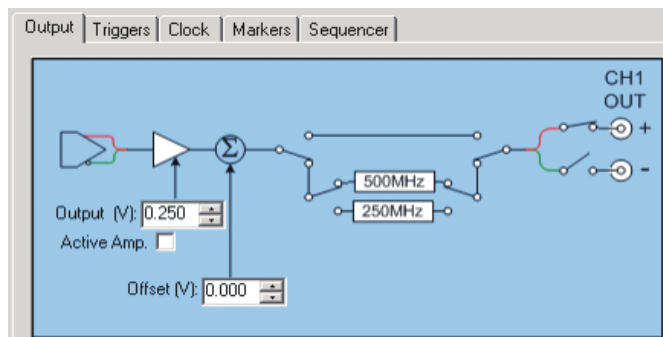 Output Triggers Clock Markers Sequencer
CH1
OUT
+
Σ
500MHz
-
250MHz
Output (V): 0.250
Active Amp.
Offset (V): 0.000